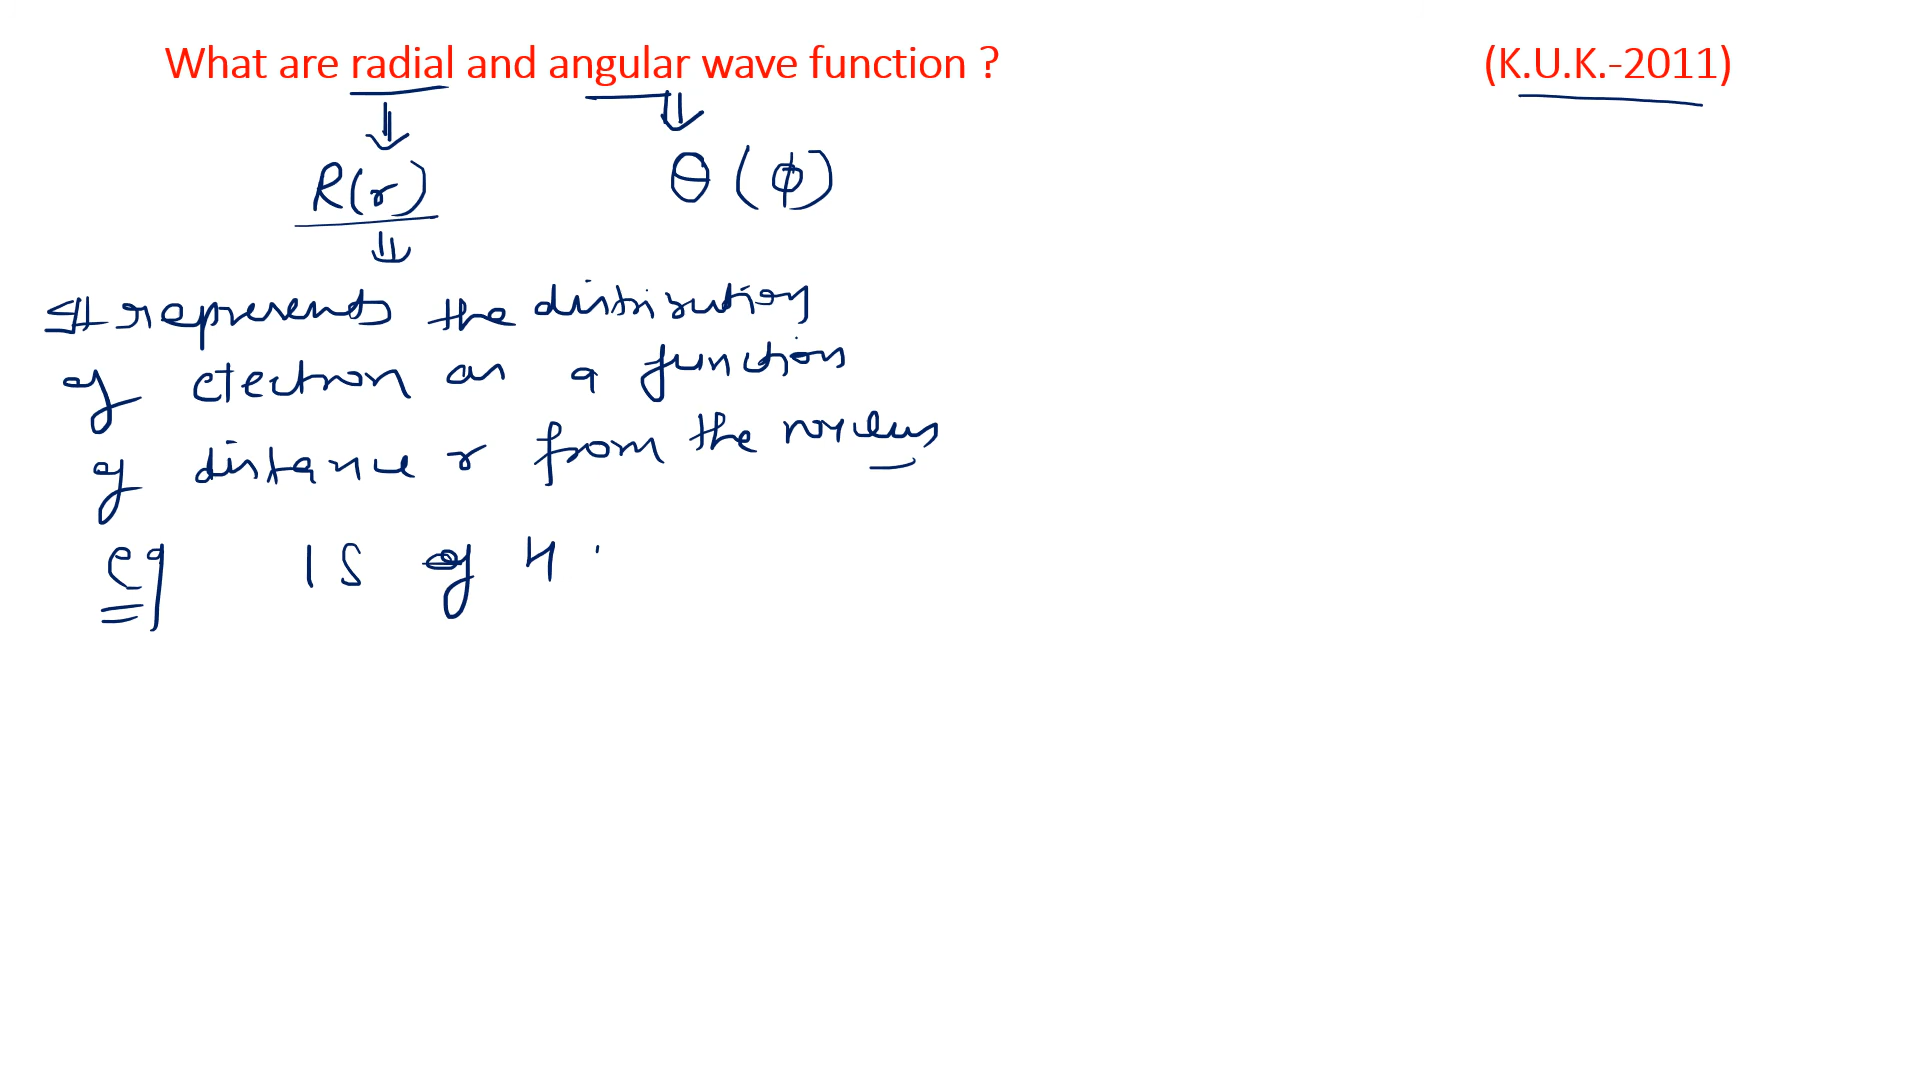 What are radial and angular wave function ? (K.U.K.-2011)
⇓ ⇓
R(r) θ (ϕ)
⇓
It represents the distribution
of electron as a function
of distance r from the nucleus
eg 1S of H